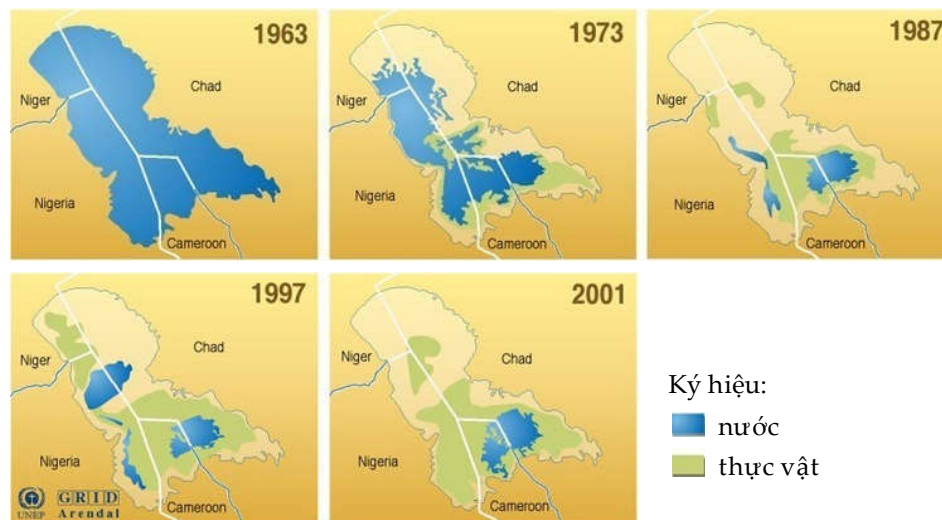 1963
Niger
Chad
Nigeria
Cameroon
1973
Niger
Chad
Nigeria
Cameroon
1987
Niger
Chad
Nigeria
Cameroon
1997
Niger
Chad
Nigeria
Cameroon
UNEP
GRID
Arendal
2001
Niger
Chad
Nigeria
Cameroon
Ký hiệu:
nước
thực vật